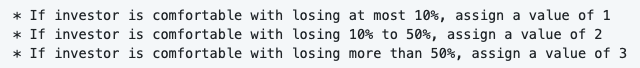 * If investor is comfortable with losing at most 10%, assign a value of 1
* If investor is comfortable with losing 10% to 50%, assign a value of 2
* If investor is comfortable with losing more than 50%, assign a value of 3